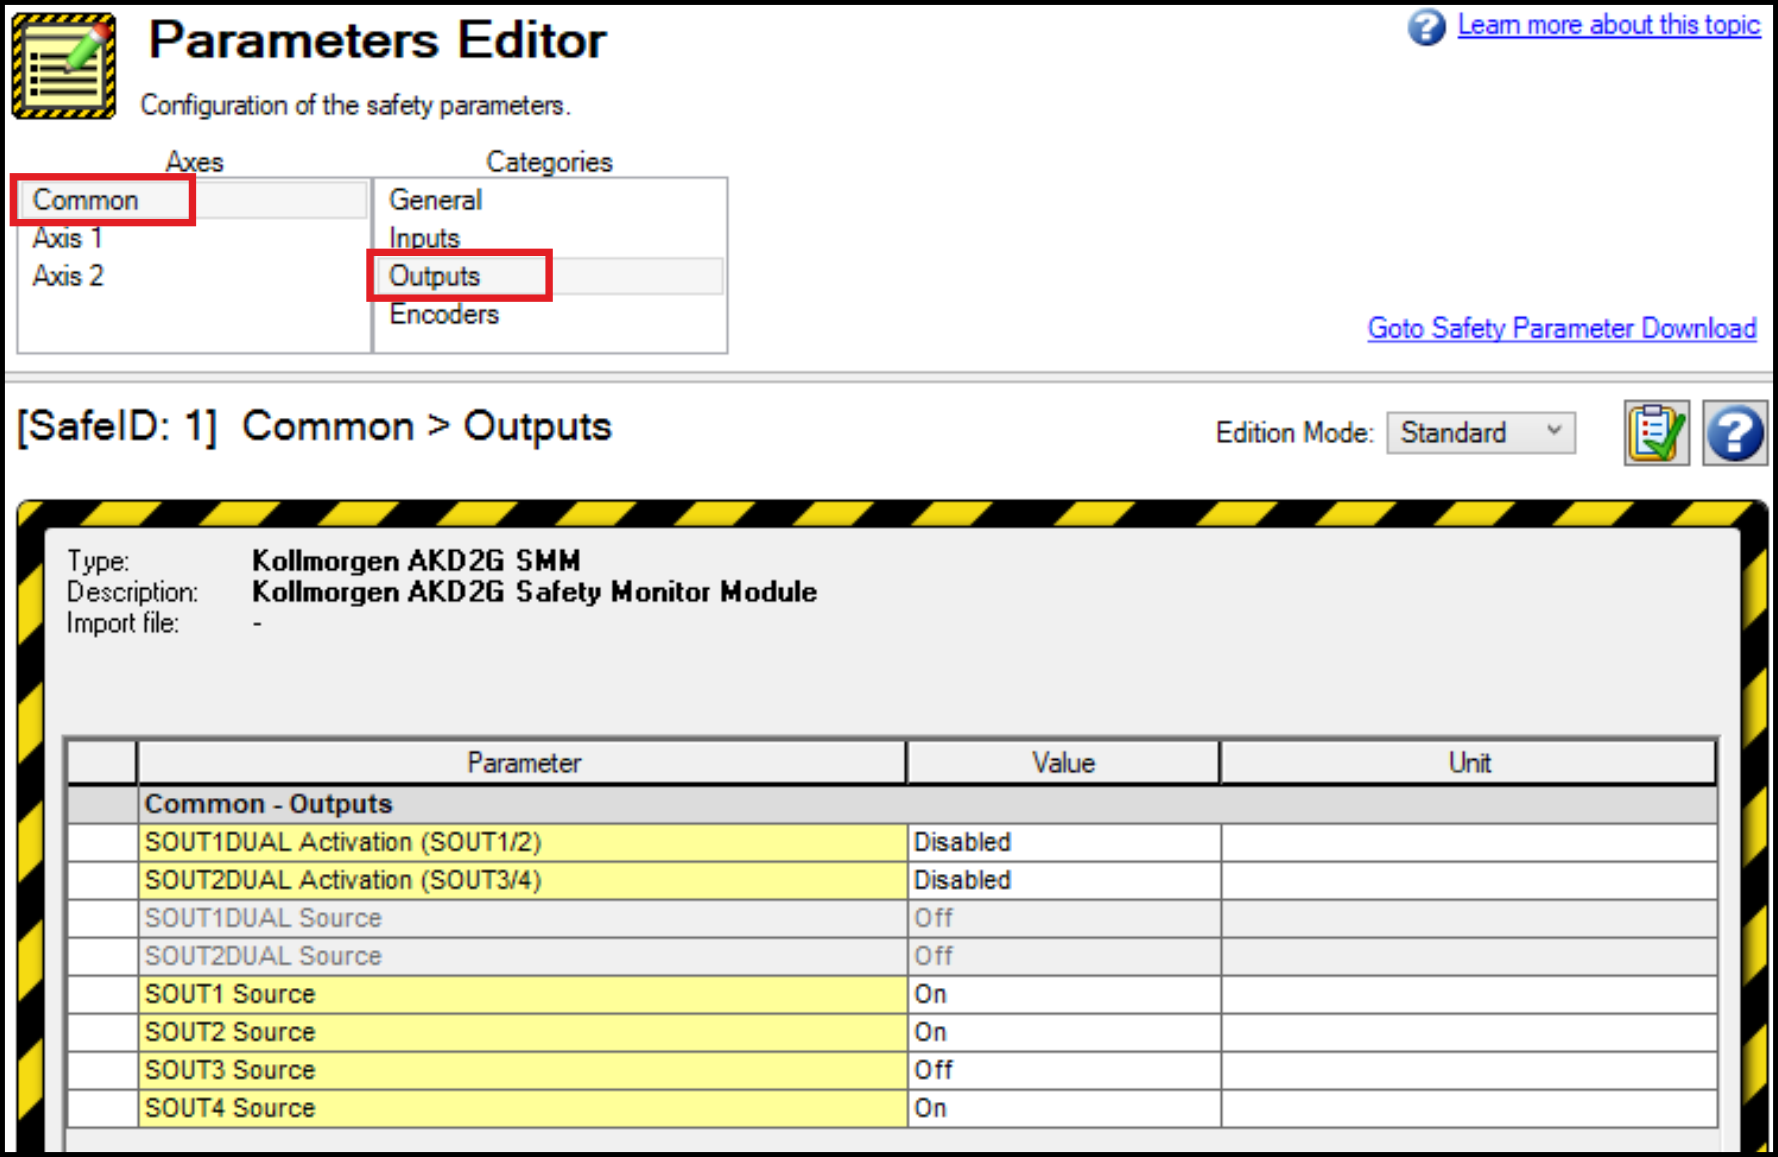 Parameters Editor
Learn more about this topic
Configuration of the safety parameters.
Axes Categories
Common General
Axis 1 Inputs
Axis 2 Outputs
Encoders
Goto Safety Parameter Download
[SafeID: 1] Common > Outputs
Edition Mode: Standard
Type: Kollmorgen AKD2G SMM
Description: Kollmorgen AKD2G Safety Monitor Module
Import file: -
Parameter Value Unit
Common - Outputs
SOUT1DUAL Activation (SOUT1/2) Disabled
SOUT2DUAL Activation (SOUT3/4) Disabled
SOUT1DUAL Source Off
SOUT2DUAL Source Off
SOUT1 Source On
SOUT2 Source On
SOUT3 Source Off
SOUT4 Source On